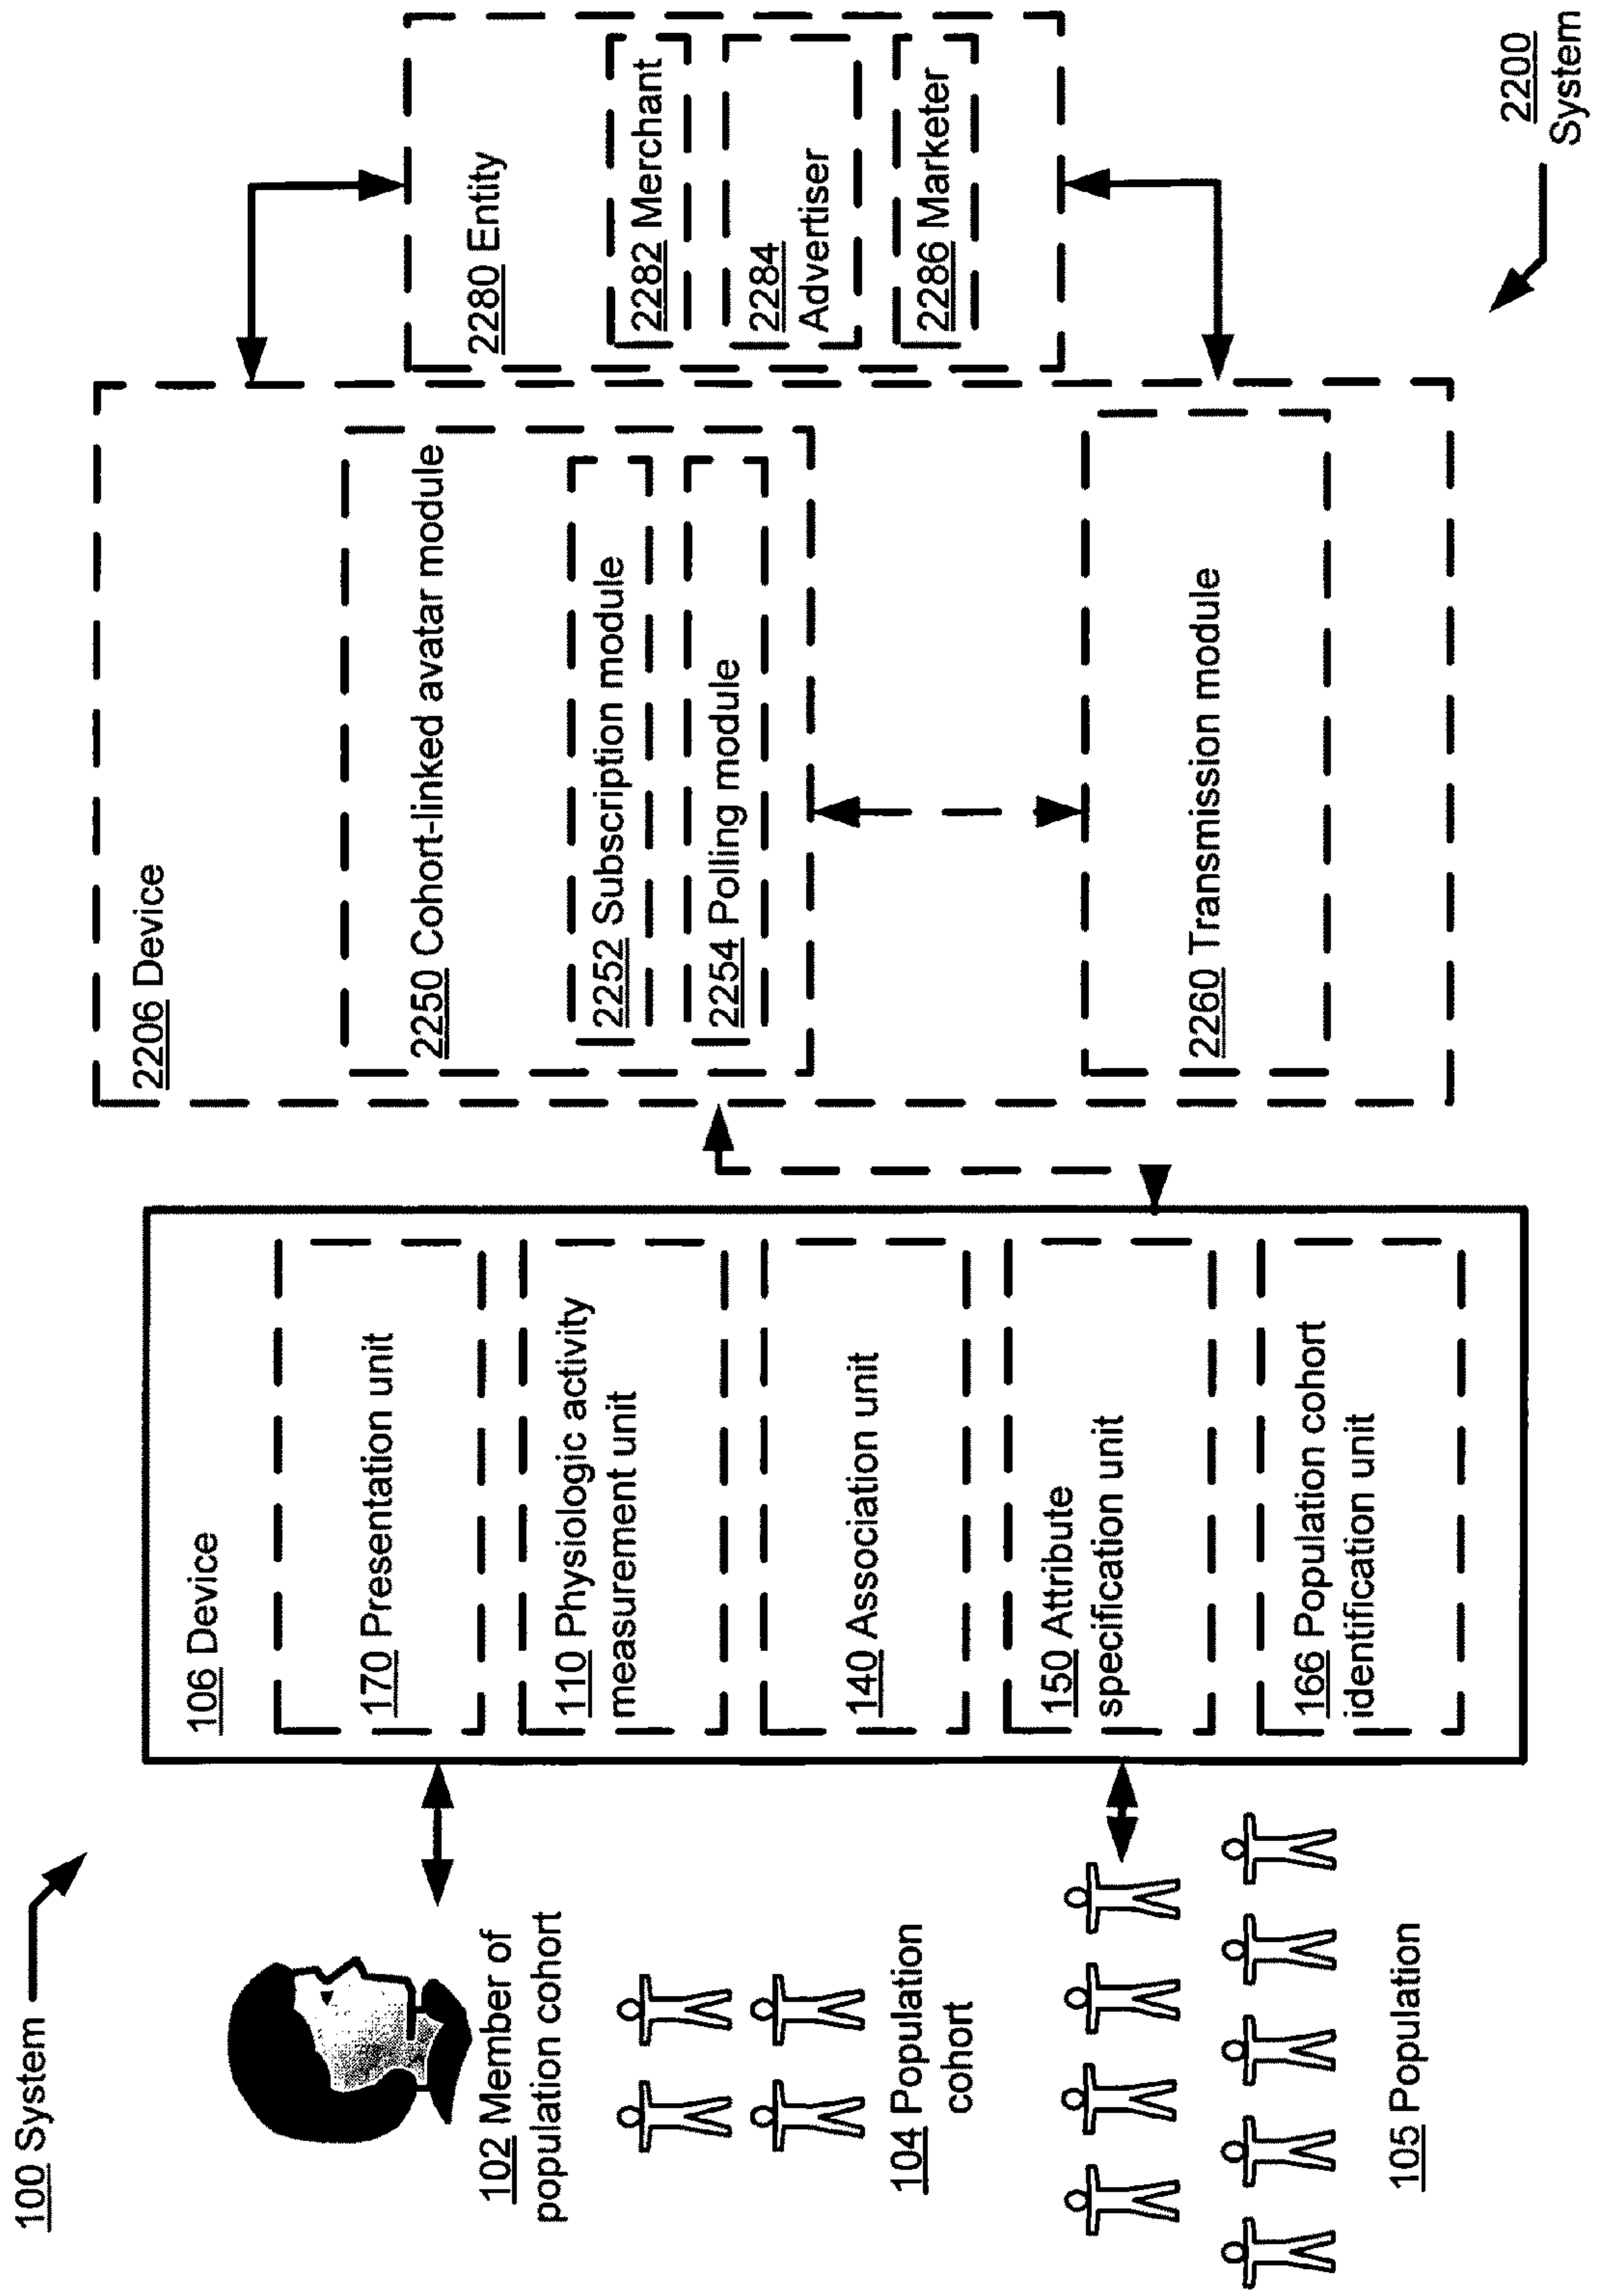 100 System
102 Member of
population cohort
104 Population
cohort
105 Population
106 Device
170 Presentation unit
110 Physiologic activity
measurement unit
140 Association unit
150 Attribute
specification unit
166 Population cohort
identification unit
2206 Device
2250 Cohort-linked avatar module
2252 Subscription module
2254 Polling module
2260 Transmission module
2280 Entity
2282 Merchant
2284
Advertiser
2286 Marketer
2200
System